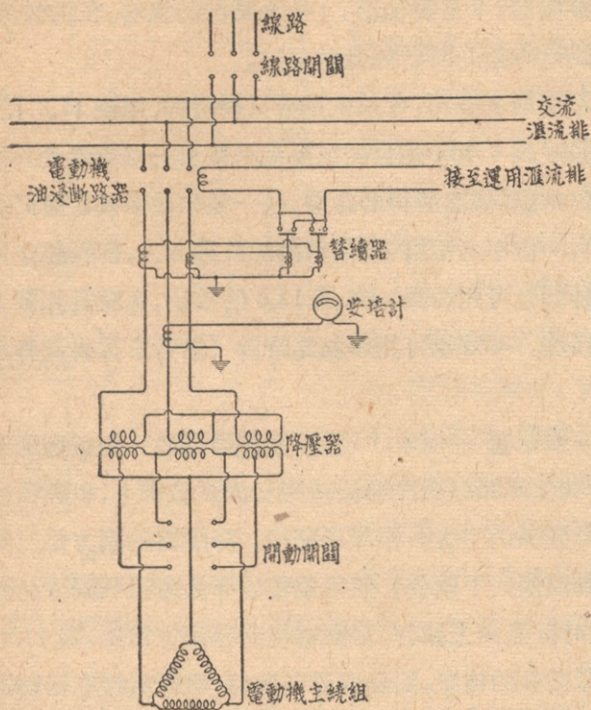 線路
線路開關
交流
滙流排
電動機
油浸斷路器
接至運用滙流排
替續器
安培計
降壓器
開動開關
電動機主繞組